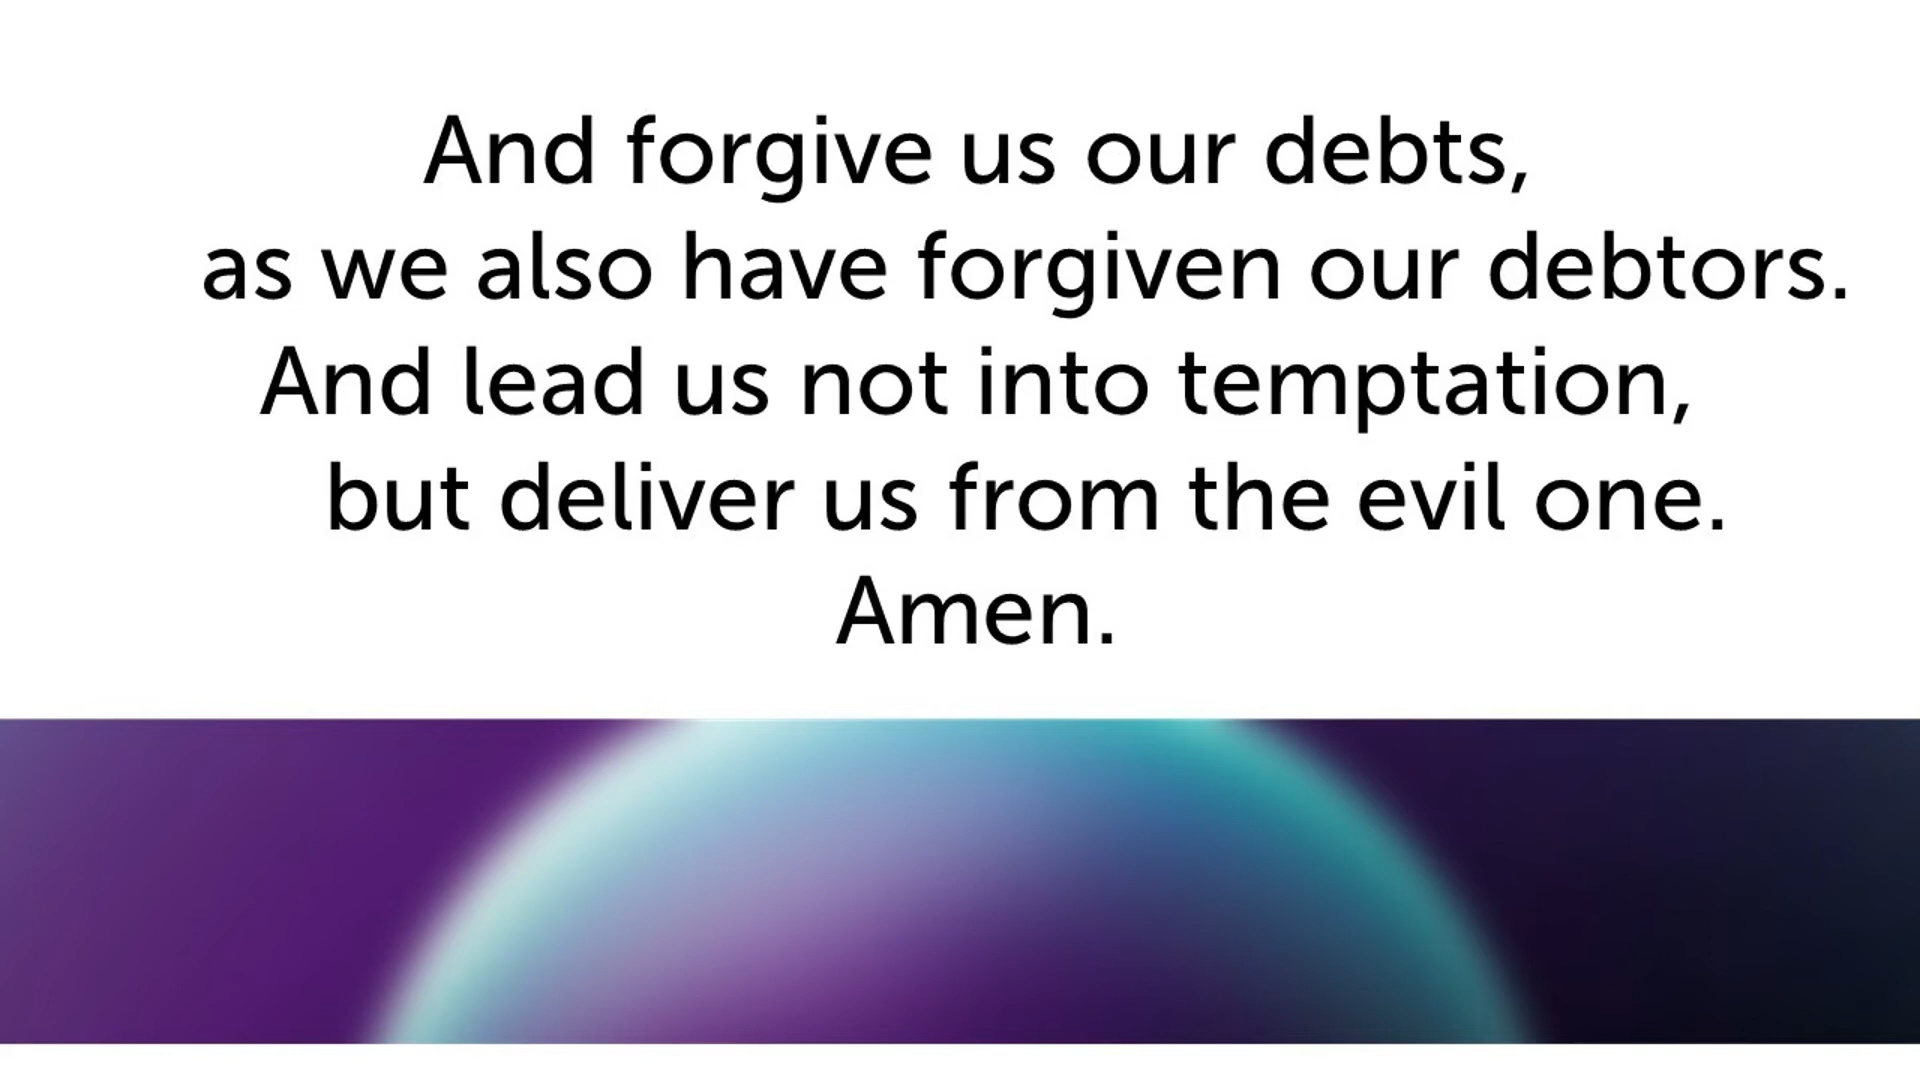 And forgive us our debts,
as we also have forgiven our debtors.
And lead us not into temptation,
but deliver us from the evil one.
Amen.